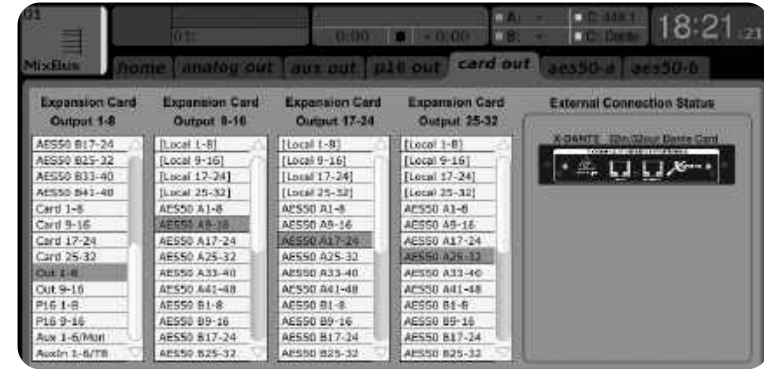 01
01:
0:00
+0:00
A:
B:
C: Dante
18:21 :21
MixBus
home
analog out
aux out
p16 out
card out
aes50-a
aes50-b
Expansion Card
Output 1-8
AES50 B17-24
AES50 B25-32
AES50 B33-40
AES50 B41-48
Card 1-8
Card 9-16
Card 17-24
Card 25-32
Out 1-8
Out 9-16
P16 1-8
P16 9-16
Aux 1-6/Mon
AuxIn 1-6/TB
Expansion Card
Output 9-16
[Local 1-8]
[Local 9-16]
[Local 17-24]
[Local 25-32]
AES50 A1-8
AES50 A9-16
AES50 A17-24
AES50 A25-32
AES50 A33-40
AES50 A41-48
AES50 B1-8
AES50 B9-16
AES50 B17-24
AES50 B25-32
Expansion Card
Output 17-24
[Local 1-8]
[Local 9-16]
[Local 17-24]
[Local 25-32]
AES50 A1-8
AES50 A9-16
AES50 A17-24
AES50 A25-32
AES50 A33-40
AES50 A41-48
AES50 B1-8
AES50 B9-16
AES50 B17-24
AES50 B25-32
Expansion Card
Output 25-32
[Local 1-8]
[Local 9-16]
[Local 17-24]
[Local 25-32]
AES50 A1-8
AES50 A9-16
AES50 A17-24
AES50 A25-32
AES50 A33-40
AES50 A41-48
AES50 B1-8
AES50 B9-16
AES50 B17-24
AES50 B25-32
External Connection Status
X-DANTE 32in/32out Dante Card